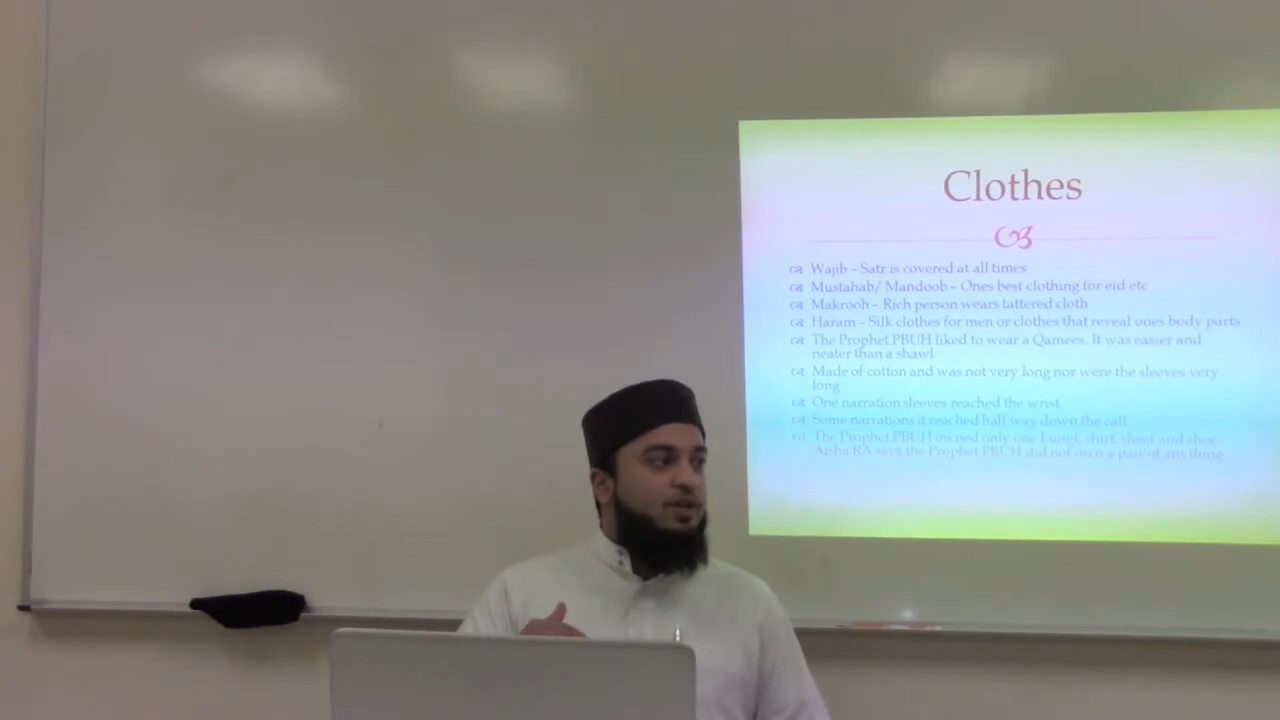 Clothes
Wajib – Satr is covered at all times
Mustahab/ Mandoob – Ones best clothing for eid etc
Makrooh – Rich person wears tattered cloth
Haram – Silk clothes for men or clothes that reveal ones body parts
The Prophet PBUH liked to wear a Qamees. It was easier and
neater than a shawl
Made of cotton and was not very long nor were the sleeves very
long
One narration sleeves reached the wrist
Some narrations it reached half way down the calf
The Prophet PBUH owned only one Lungi, shirt, sheet and shoe.
Aisha RA says the Prophet PBUH did not own a pair of anything